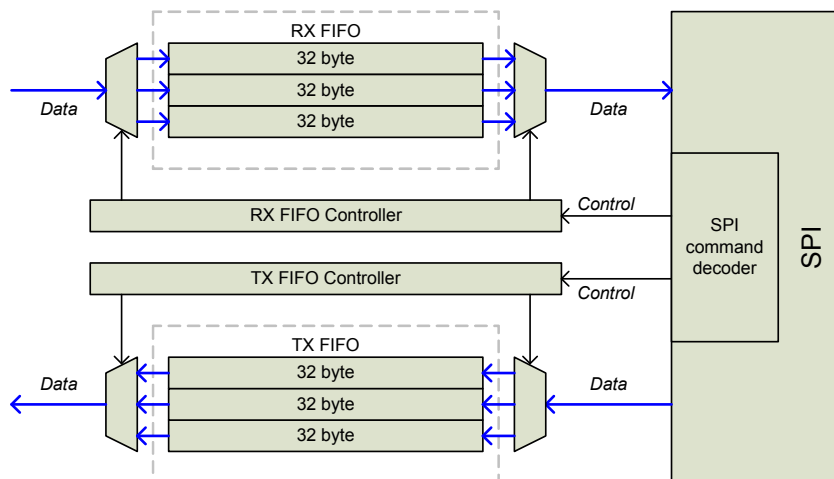 RX FIFO
32 byte
32 byte
32 byte
Data
Data
RX FIFO Controller
Control
SPI
command
decoder
SPI
TX FIFO Controller
Control
TX FIFO
32 byte
32 byte
32 byte
Data
Data